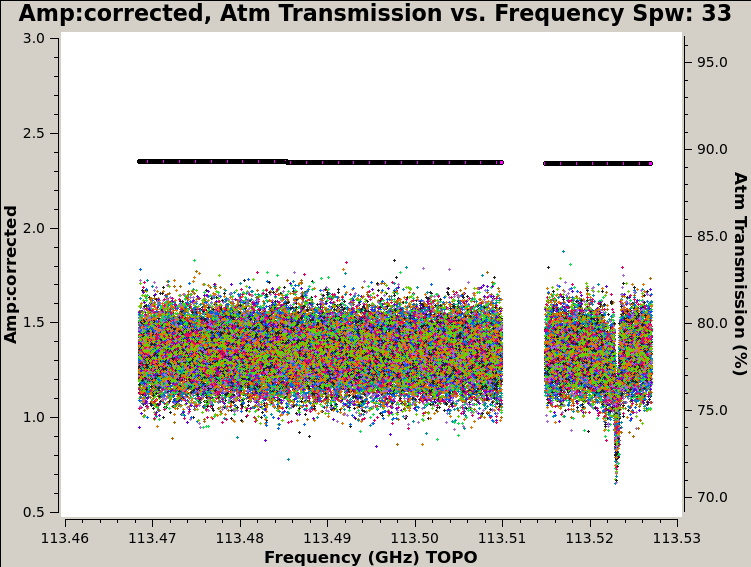 Amp:corrected, Atm Transmission vs. Frequency Spw: 33
3.0
95.0
2.5
90.0
2.0
85.0
Amp:corrected
Atm Transmission (%)
1.5
80.0
1.0
75.0
0.5
70.0
113.46 113.47 113.48 113.49 113.50 113.51 113.52 113.53
Frequency (GHz) TOPO